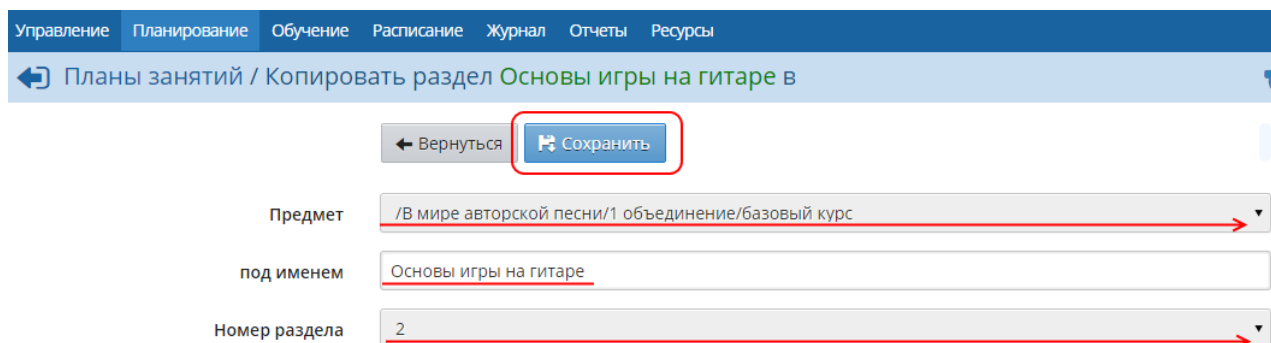 Управление Планирование Обучение Расписание Журнал Отчеты Ресурсы
Планы занятий / Копировать раздел Основы игры на гитаре в
Вернуться Сохранить
Предмет /В мире авторской песни/1 объединение/базовый курс
под именем Основы игры на гитаре
Номер раздела 2